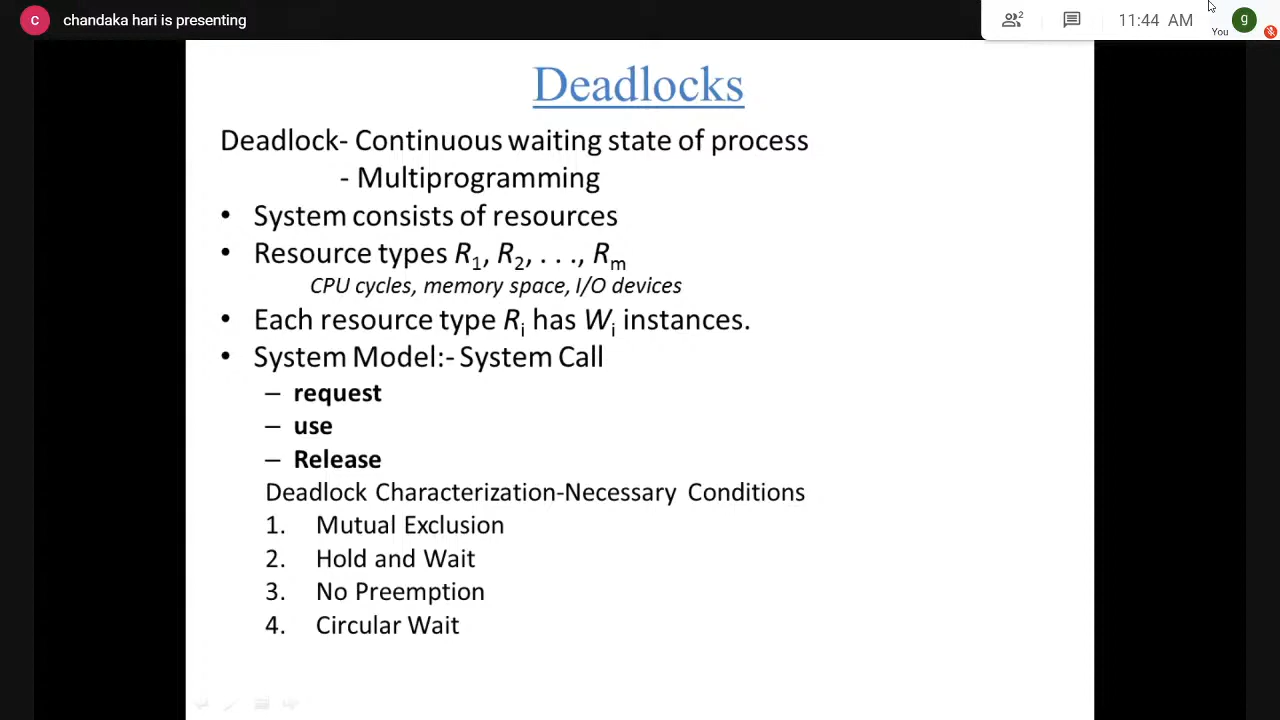 c chandaka hari is presenting
2
11:44 AM
You
g
Deadlocks
Deadlock- Continuous waiting state of process
- Multiprogramming
• System consists of resources
• Resource types R1, R2, . . ., Rm
CPU cycles, memory space, I/O devices
• Each resource type Ri has Wi instances.
• System Model:- System Call
– request
– use
– Release
Deadlock Characterization-Necessary Conditions
1. Mutual Exclusion
2. Hold and Wait
3. No Preemption
4. Circular Wait